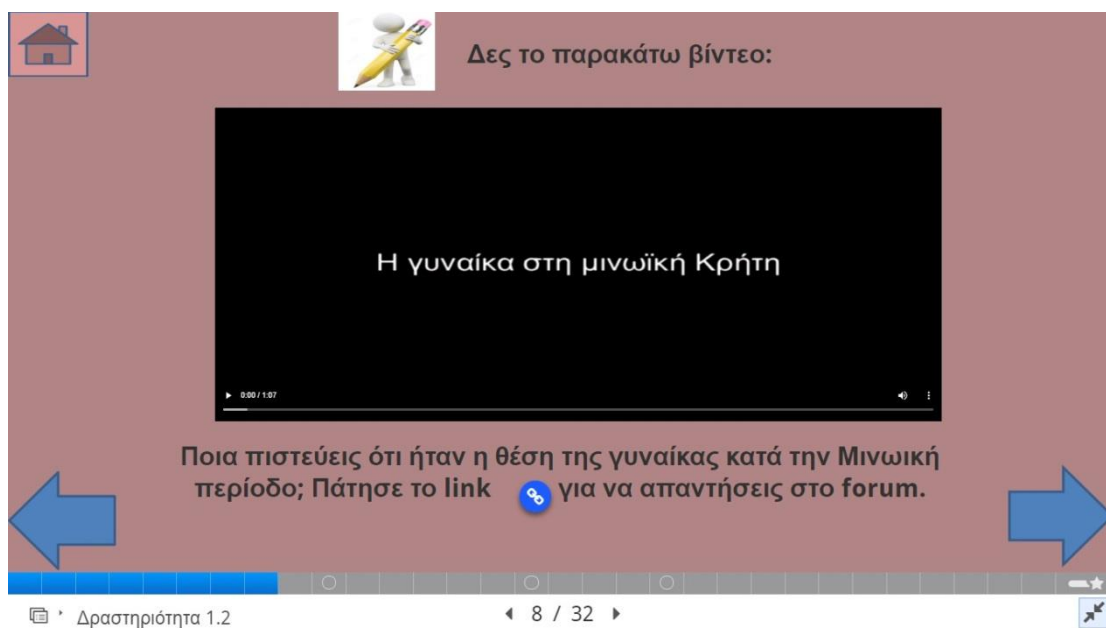 Δες το παρακάτω βίντεο:
Η γυναίκα στη μινωϊκή Κρήτη
0:00 / 1:07
Ποια πιστεύεις ότι ήταν η θέση της γυναίκας κατά την Μινωική
περίοδο; Πάτησε το link για να απαντήσεις στο forum.
Δραστηριότητα 1.2
8 / 32